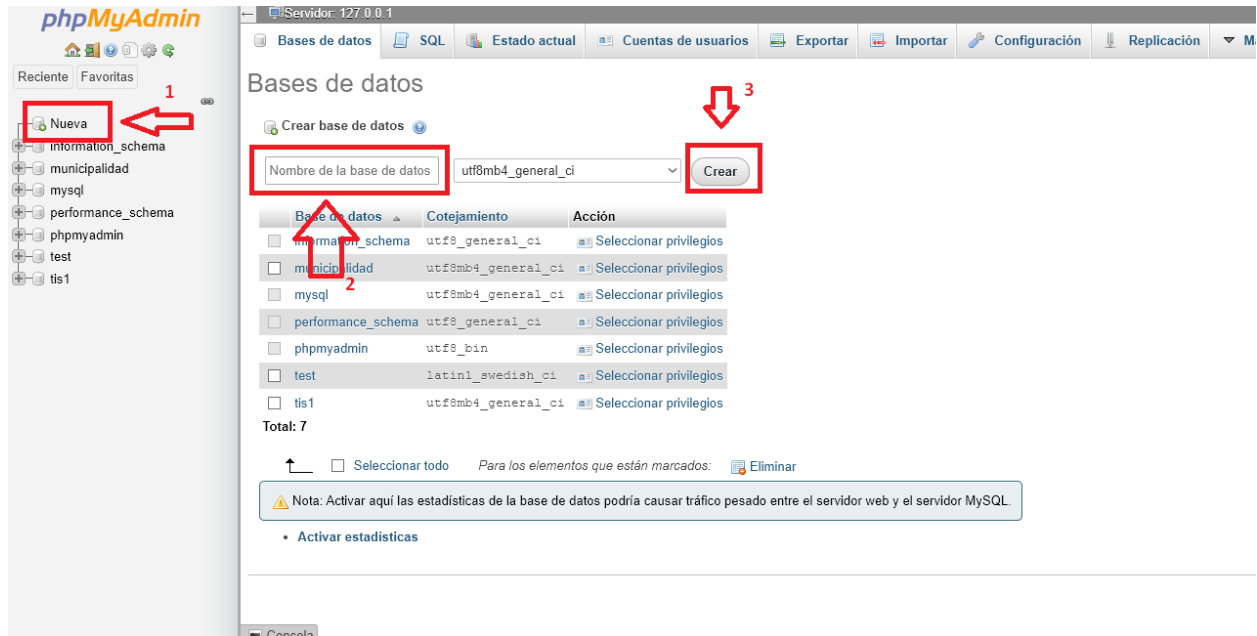 phpMyAdmin
Reciente Favoritas
1
Nueva
information_schema
municipalidad
mysql
performance_schema
phpmyadmin
test
tis1
Servidor: 127.0.0.1
Bases de datos SQL Estado actual Cuentas de usuarios Exportar Importar Configuración Replicación
Bases de datos
3
Crear base de datos
Nombre de la base de datos utf8mb4_general_ci Crear
Base de datos Cotejamiento Acción
information_schema utf8_general_ci Seleccionar privilegios
municipalidad utf8mb4_general_ci Seleccionar privilegios
2
mysql utf8mb4_general_ci Seleccionar privilegios
performance_schema utf8_general_ci Seleccionar privilegios
phpmyadmin utf8_bin Seleccionar privilegios
test latin1_swedish_ci Seleccionar privilegios
tis1 utf8mb4_general_ci Seleccionar privilegios
Total: 7
Seleccionar todo Para los elementos que están marcados: Eliminar
Nota: Activar aquí las estadísticas de la base de datos podría causar tráfico pesado entre el servidor web y el servidor MySQL.
• Activar estadísticas
Consola